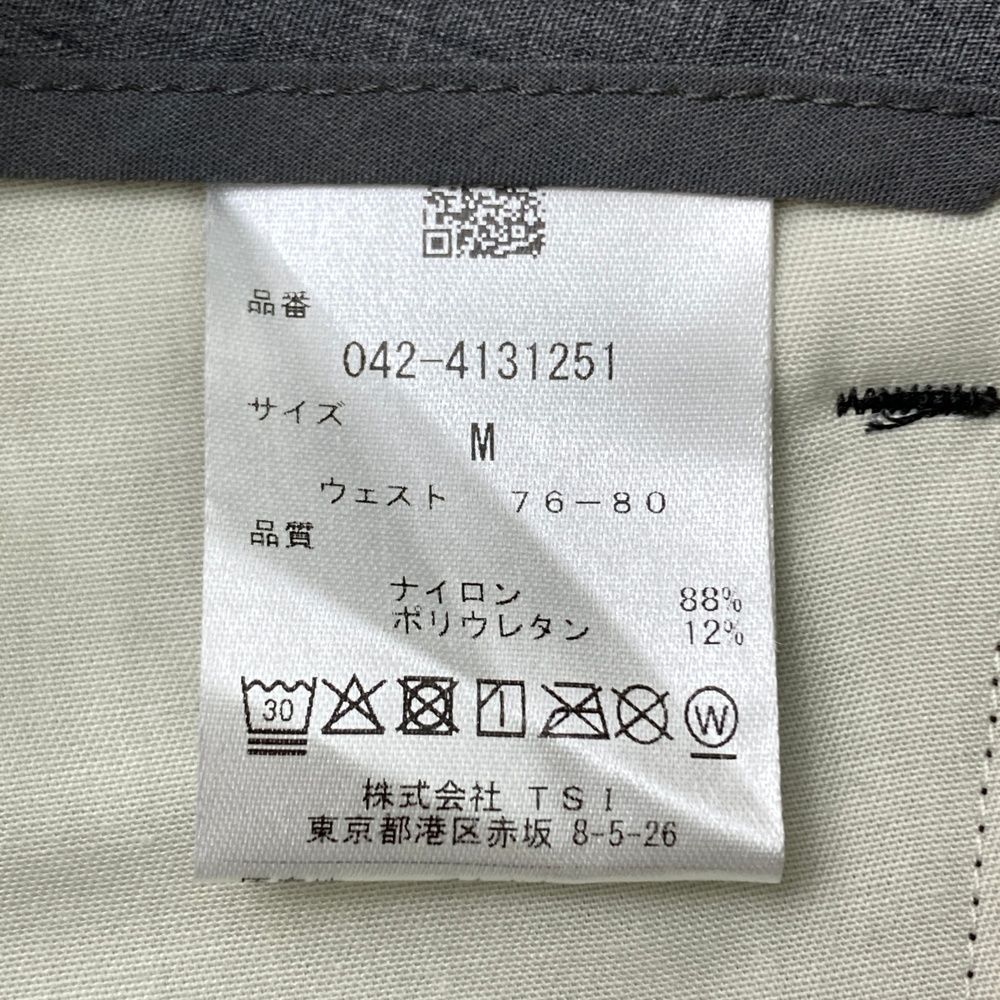 品番
042-4131251
サイズ
M
ウェスト 76-80
品質
ナイロン 88%
ポリウレタン 12%
30
W
株式会社 TSI
東京都港区赤坂 8-5-26